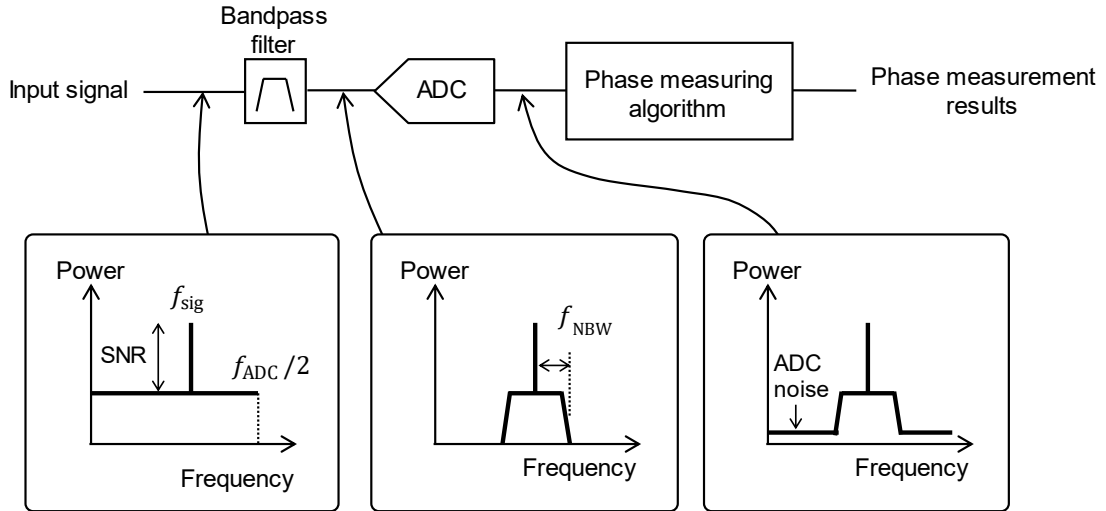 Bandpass
filter
Input signal
ADC
Phase measuring
algorithm
Phase measurement
results
Power
f_sig
SNR
f_ADC /2
Frequency
Power
f_NBW
Frequency
Power
ADC
noise
Frequency